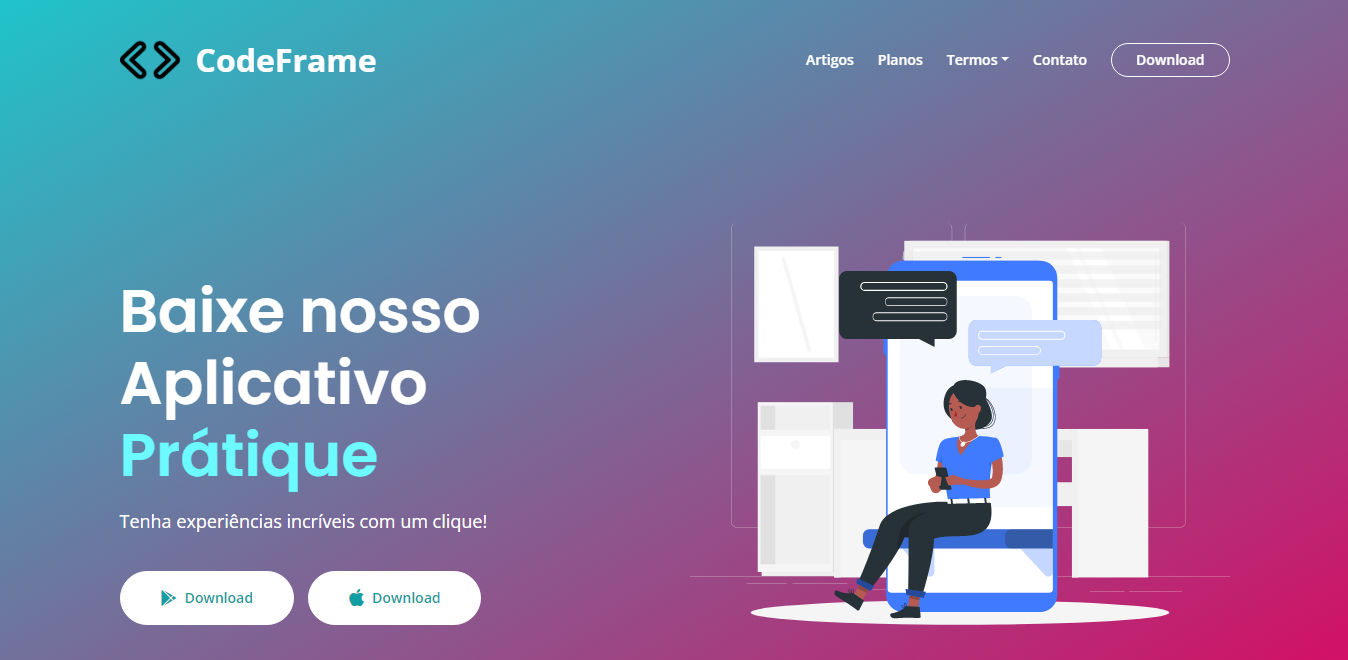 CodeFrame
Artigos Planos Termos Contato Download
Baixe nosso
Aplicativo
Prátique
Tenha experiências incríveis com um clique!
Download Download